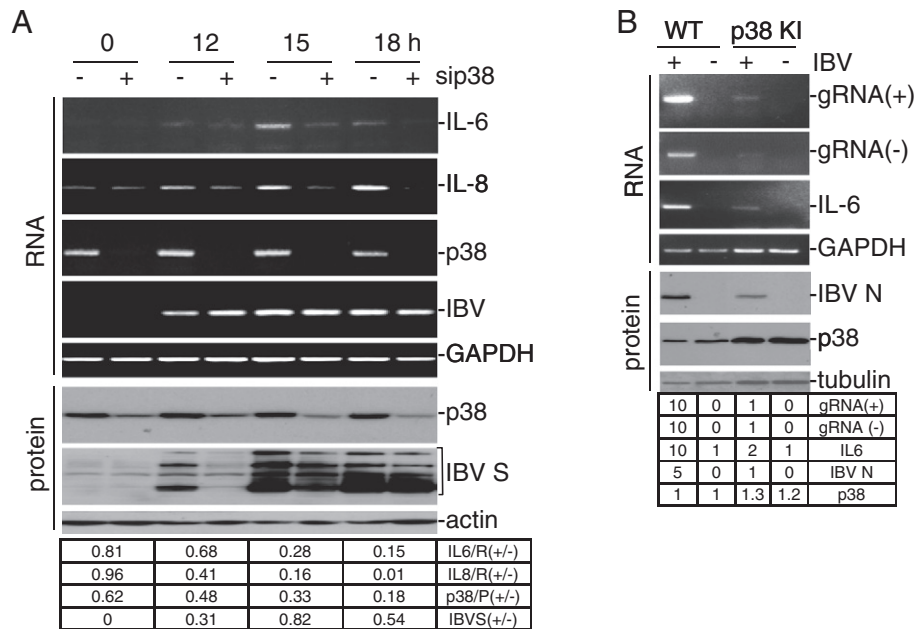 A
0 12 15 18 h
- + - + - + - + sip38
RNA
-IL-6
-IL-8
-p38
-IBV
-GAPDH
protein
-p38
IBV S
-actin
0.81 0.68 0.28 0.15 IL6/R(+/-)
0.96 0.41 0.16 0.01 IL8/R(+/-)
0.62 0.48 0.33 0.18 p38/P(+/-)
0 0.31 0.82 0.54 IBVS(+/-)
B
WT p38 KI
+ - + - IBV
RNA
-gRNA(+)
-gRNA(-)
-IL-6
-GAPDH
protein
-IBV N
-p38
-tubulin
10 0 1 0 gRNA(+)
10 0 1 0 gRNA (-)
10 1 2 1 IL6
5 0 1 0 IBV N
1 1 1.3 1.2 p38